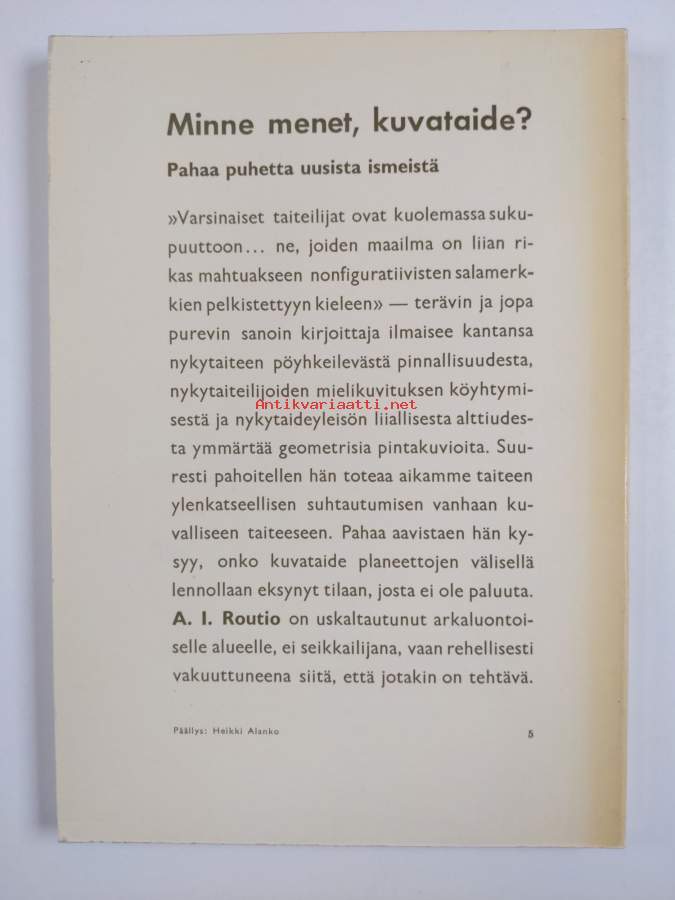 Minne menet, kuvataide?
Pahaa puhetta uusista ismeistä
»Varsinaiset taiteilijat ovat kuolemassa suku-
puuttoon... ne, joiden maailma on liian ri-
kas mahtuakseen nonfiguratiivisten salamerk-
kien pelkistettyyn kieleen» — terävin ja jopa
purevin sanoin kirjoittaja ilmaisee kantansa
nykytaiteen pöyhkeilevästä pinnallisuudesta,
nykytaiteilijoiden mielikuvituksen köyhtymi-
Antikvariaatti.net
sestä ja nykytaideyleisön liiallisesta alttiudes-
ta ymmärtää geometrisia pintakuvioita. Suu-
resti pahoitellen hän toteaa aikamme taiteen
ylenkatseellisen suhtautumisen vanhaan ku-
valliseen taiteeseen. Pahaa aavistaen hän ky-
syy, onko kuvataide planeettojen välisellä
lennollaan eksynyt tilaan, josta ei ole paluuta.
A. I. Routio on uskaltautunut arkaluontoi-
selle alueelle, ei seikkailijana, vaan rehellisesti
vakuuttuneena siitä, että jotakin on tehtävä.
Päällys: Heikki Alanko 5